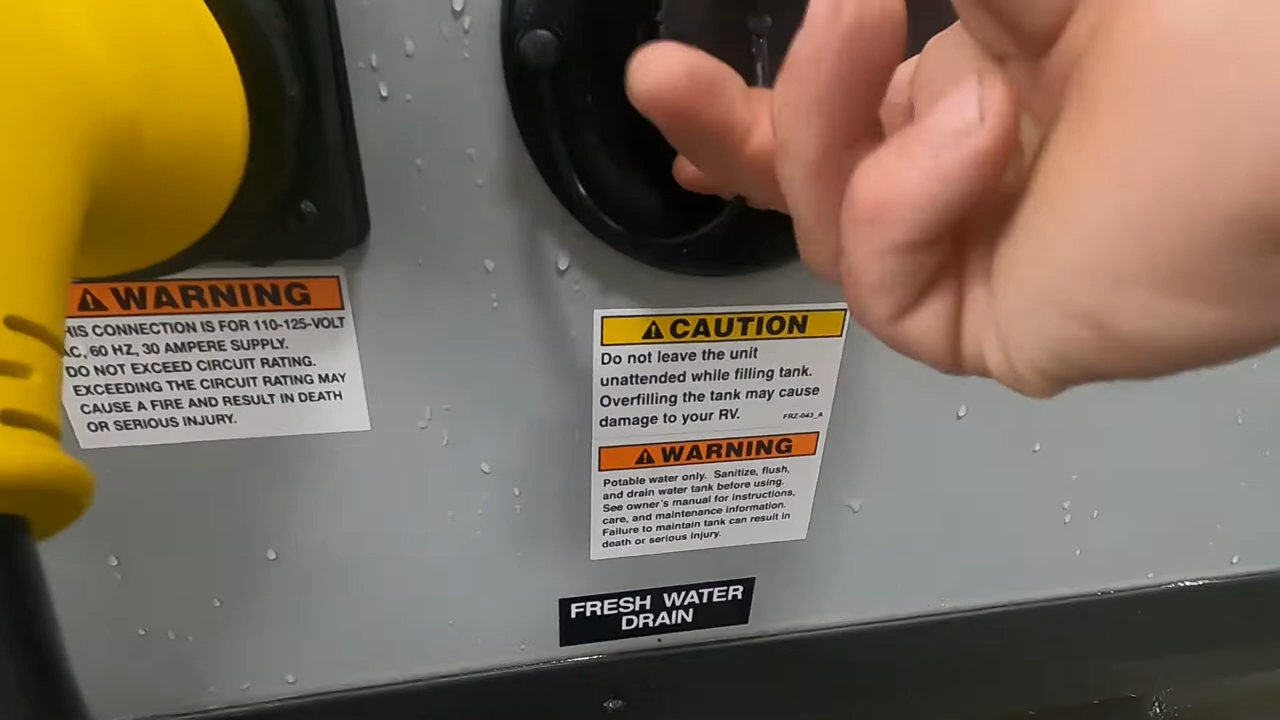 WARNING
HIS CONNECTION IS FOR 110-125-VOLT
AC, 60 HZ, 30 AMPERE SUPPLY.
DO NOT EXCEED CIRCUIT RATING.
EXCEEDING THE CIRCUIT RATING MAY
CAUSE A FIRE AND RESULT IN DEATH
OR SERIOUS INJURY.
CAUTION
Do not leave the unit
unattended while filling tank.
Overfilling the tank may cause
damage to your RV.
FRZ-043_A
WARNING
Potable water only. Sanitize, flush,
and drain water tank before using.
See owner's manual for instructions,
care, and maintenance information.
Failure to maintain tank can result in
death or serious injury.
FRESH WATER
DRAIN